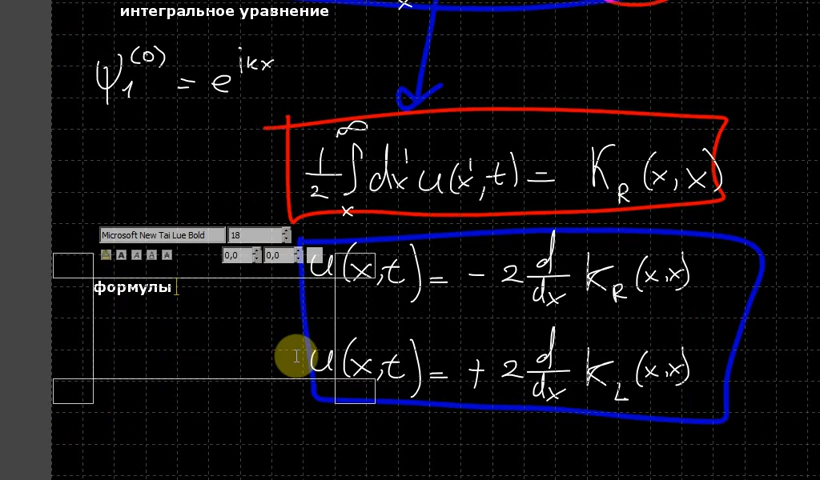 интегральное уравнение
x
ψ₁⁽⁰⁾ = e^{ikx}
½ ∫ₓ^∞ dx' u(x',t) = K_R (x,x)
Microsoft New Tai Lue Bold 18
0,0 0,0
u(x,t) = - 2 d/dx K_R (x,x)
формулы
u(x,t) = + 2 d/dx K_L (x,x)